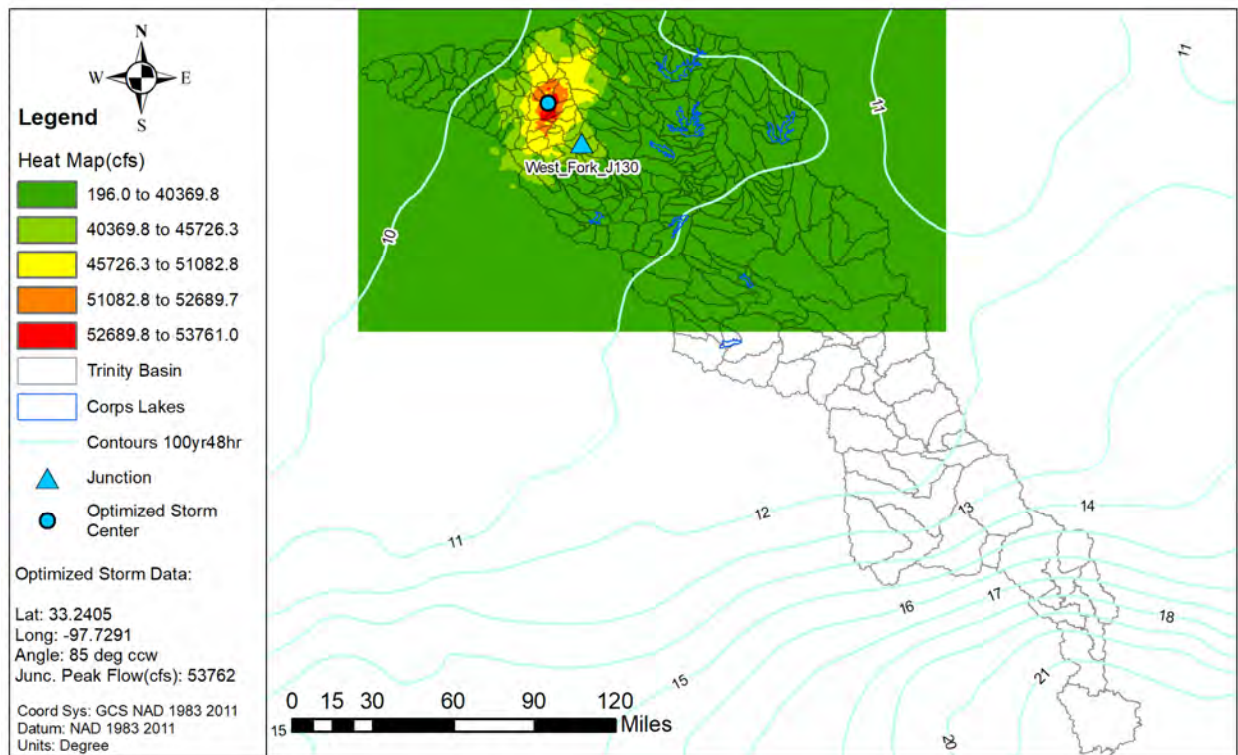 N
W E
S
Legend
Heat Map(cfs)
196.0 to 40369.8
40369.8 to 45726.3
45726.3 to 51082.8
51082.8 to 52689.7
52689.8 to 53761.0
Trinity Basin
Corps Lakes
Contours 100yr48hr
Junction
Optimized Storm
Center
Optimized Storm Data:
Lat: 33.2405
Long: -97.7291
Angle: 85 deg ccw
Junc. Peak Flow(cfs): 53762
Coord Sys: GCS NAD 1983 2011
Datum: NAD 1983 2011
Units: Degree
West_Fork_J130
10
11
11
11
12
13
14
15
16
17
18
15
20
21
0 15 30 60 90 120
Miles